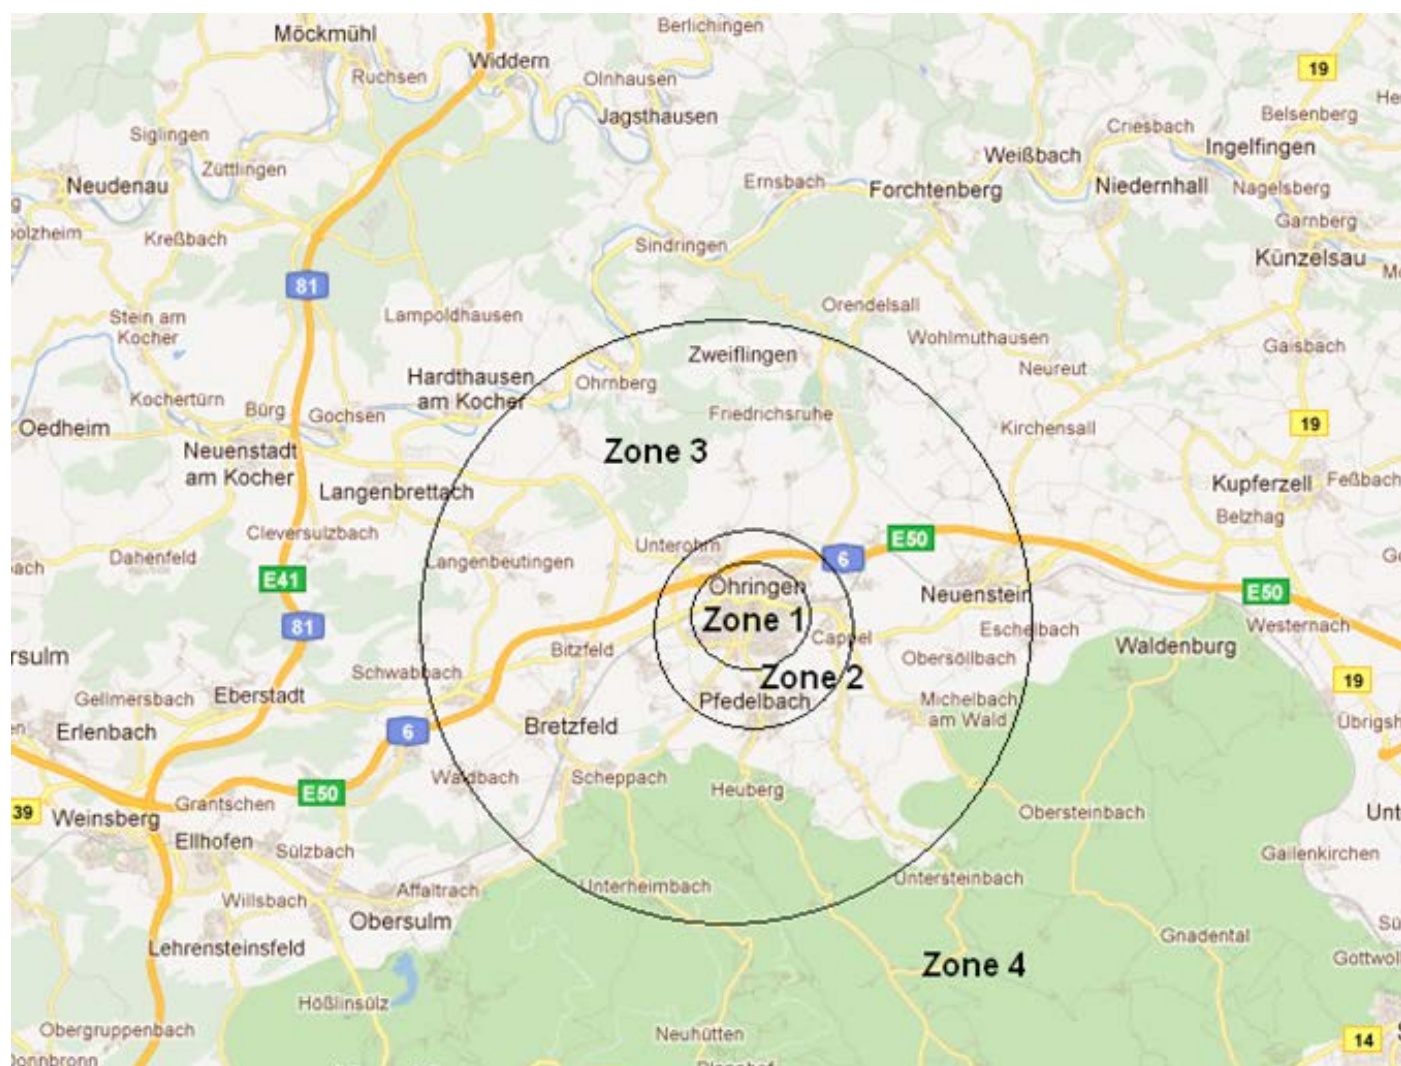 Möckmühl
Berlichingen
Widdern
Ruchsen
Olnhausen
19
Jagsthausen
Belsenberg
Siglingen
Criesbach
Ingelfingen
Züttlingen
Weißbach
Neudenau
Ernsbach
Forchtenberg
Niedernhall
Nagelsberg
Garnberg
Kreßbach
Sindringen
Künzelsau
81
Orendelsall
Stein am
Kocher
Lampoldhausen
Wohlmuthausen
Gaisbach
Zweiflingen
Neureut
Hardthausen
am Kocher
Ohrnberg
Kochertürn
Bürg
Gochsen
Friedrichsruhe
Oedheim
Kirchensall
19
Neuenstadt
am Kocher
Zone 3
Langenbrettach
Kupferzell
Feßbach
Belzhag
Cleversulzbach
E50
Dahenfeld
Langenbeutingen
Unterohrn
6
E41
Öhringen
Neuenstein
E50
81
Zone 1
Cappel
Eschelbach
Westernach
Waldenburg
Bitzfeld
Obersöllbach
Schwabbach
Zone 2
19
Gellmersbach
Eberstadt
Pfedelbach
Michelbach
am Wald
Erlenbach
6
Bretzfeld
Waldbach
Scheppach
Heuberg
E50
Grantschen
39
Weinsberg
Obersteinbach
Ellhofen
Sülzbach
Gailenkirchen
Affaltrach
Unterheimbach
Untersteinbach
Willsbach
Obersulm
Lehrensteinsfeld
Gnadental
Zone 4
Hößlinsülz
Obergruppenbach
Neuhütten
14